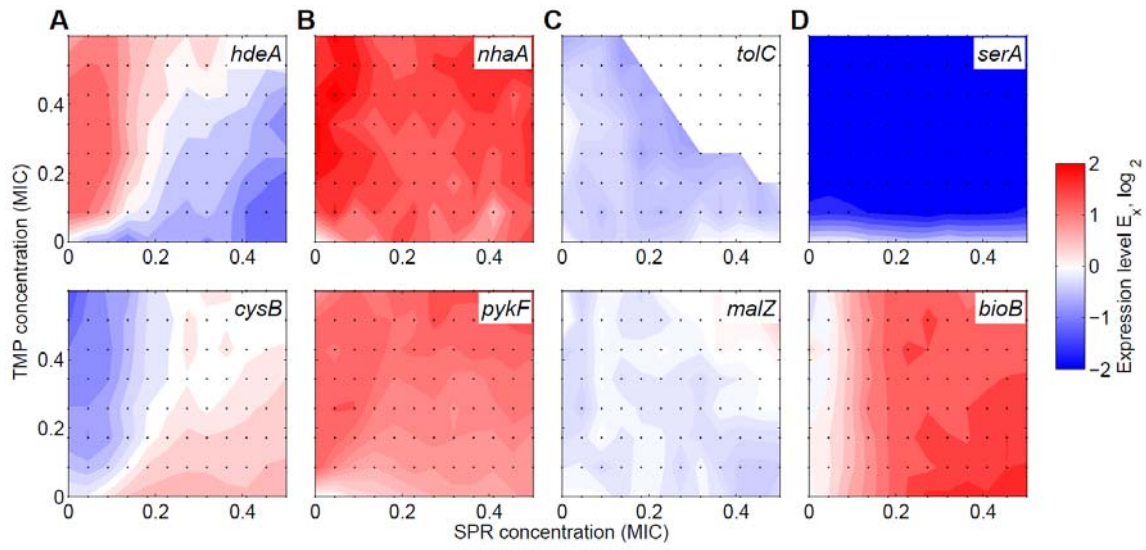 A B C D
hdeA nhaA tolC serA
0.4
0.2
0
0 0.2 0.4 0 0.2 0.4 0 0.2 0.4 0 0.2 0.4
TMP concentration (MIC)
cysB pykF malZ bioB
0.4
0.2
0
0 0.2 0.4 0 0.2 0.4 0 0.2 0.4 0 0.2 0.4
SPR concentration (MIC)
2
1
0
−1
−2
Expression level Ex, log 2